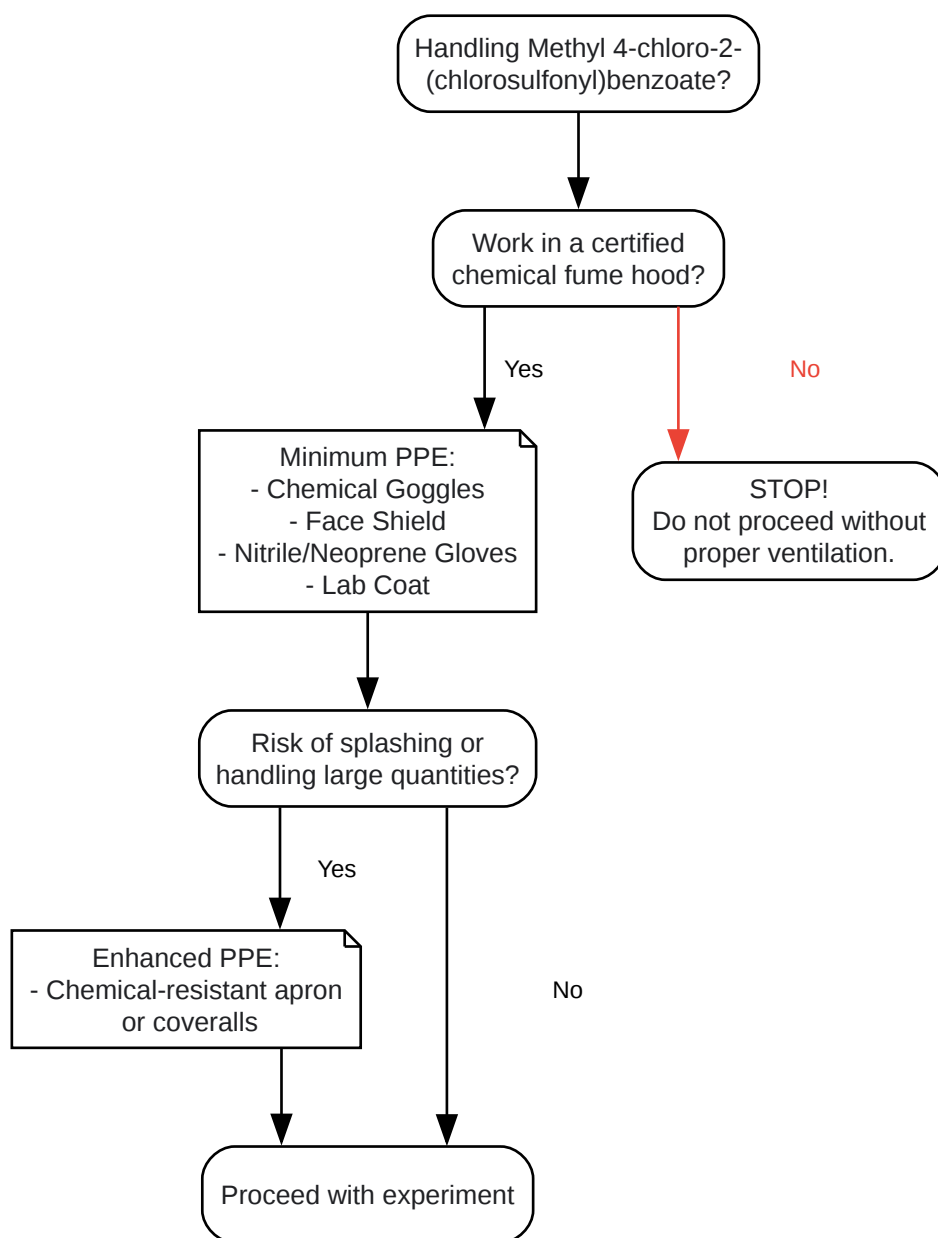 Handling Methyl 4-chloro-2-
(chlorosulfonyl)benzoate?
Work in a certified
chemical fume hood?
Yes
No
Minimum PPE:
- Chemical Goggles
- Face Shield
- Nitrile/Neoprene Gloves
- Lab Coat
STOP!
Do not proceed without
proper ventilation.
Risk of splashing or
handling large quantities?
Yes
Enhanced PPE:
- Chemical-resistant apron
or coveralls
No
Proceed with experiment